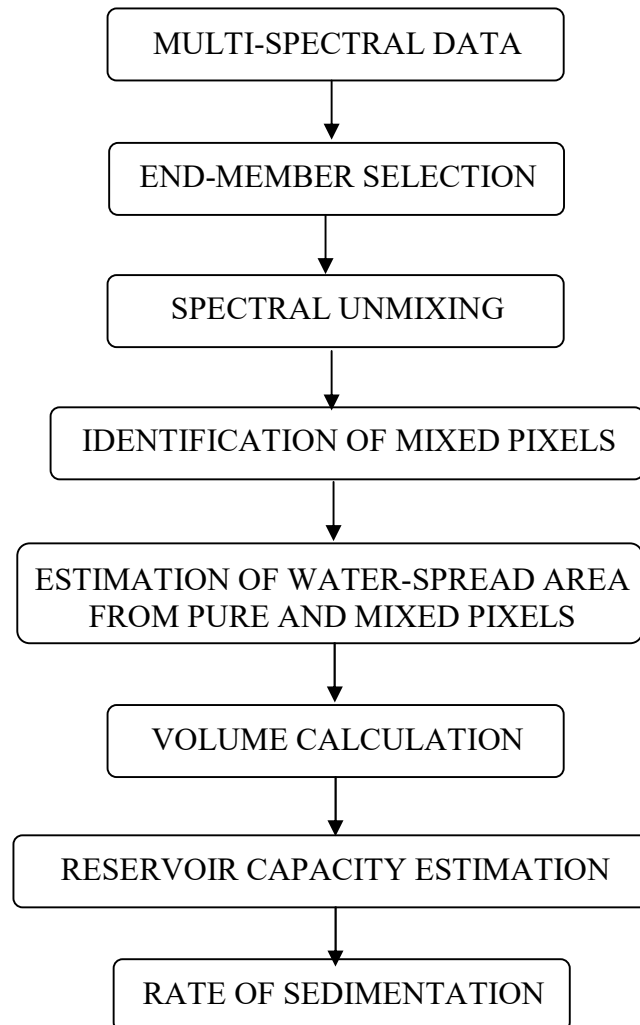 MULTI-SPECTRAL DATA
END-MEMBER SELECTION
SPECTRAL UNMIXING
IDENTIFICATION OF MIXED PIXELS
ESTIMATION OF WATER-SPREAD AREA
FROM PURE AND MIXED PIXELS
VOLUME CALCULATION
RESERVOIR CAPACITY ESTIMATION
RATE OF SEDIMENTATION